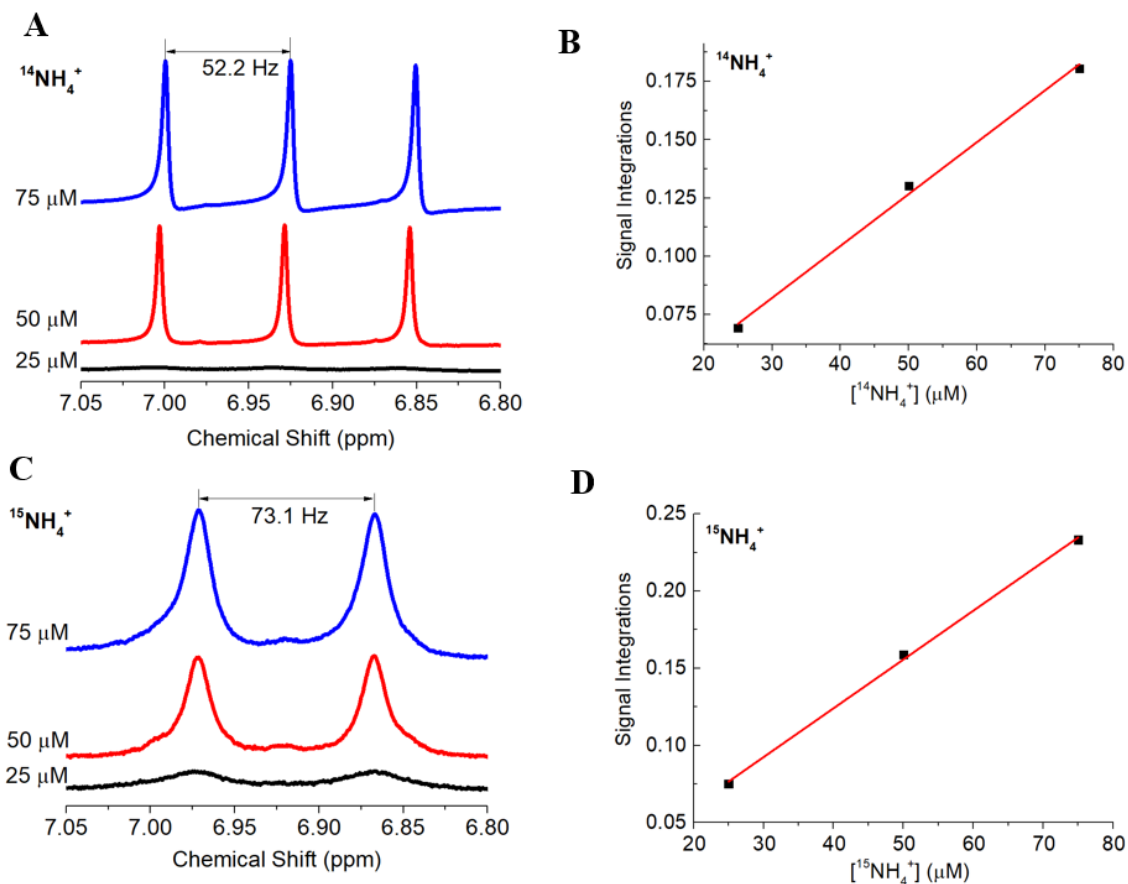 A
¹⁴NH₄⁺
52.2 Hz
75 μM
50 μM
25 μM
7.05 7.00 6.95 6.90 6.85 6.80
Chemical Shift (ppm)
B
¹⁴NH₄⁺
Signal Integrations
0.175
0.150
0.125
0.100
0.075
20 30 40 50 60 70 80
[¹⁴NH₄⁺] (μM)
C
¹⁵NH₄⁺
73.1 Hz
75 μM
50 μM
25 μM
7.05 7.00 6.95 6.90 6.85 6.80
Chemical Shift (ppm)
D
¹⁵NH₄⁺
Signal Integrations
0.25
0.20
0.15
0.10
0.05
20 30 40 50 60 70 80
[¹⁵NH₄⁺] (μM)